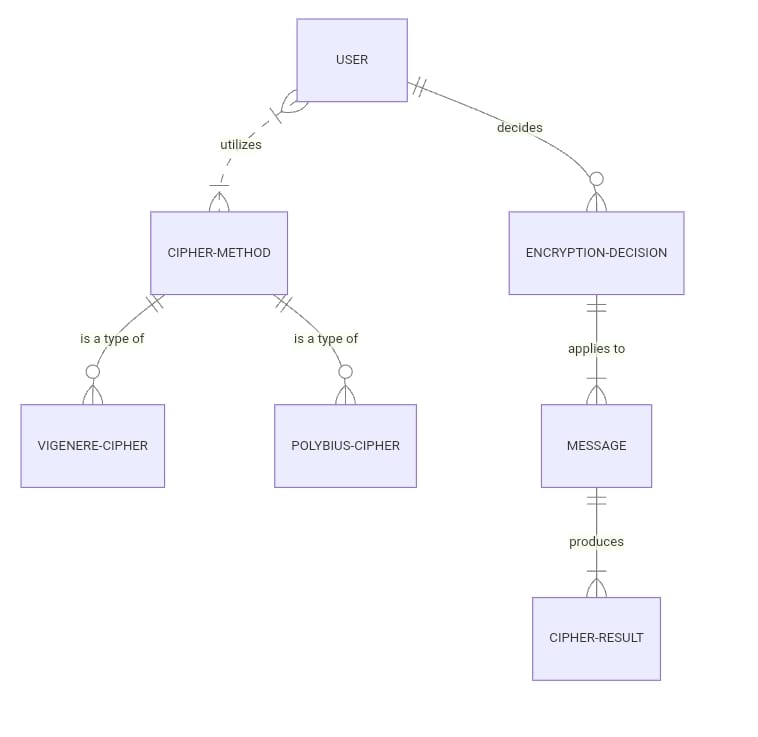 USER
decides
utilizes
CIPHER-METHOD
ENCRYPTION-DECISION
is a type of
is a type of
applies to
VIGENERE-CIPHER
POLYBIUS-CIPHER
MESSAGE
produces
CIPHER-RESULT